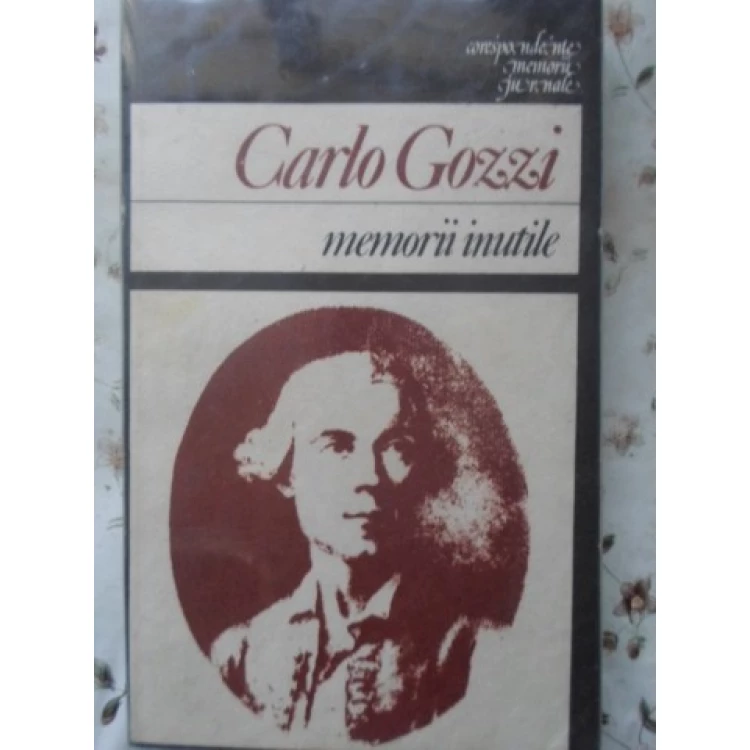 corespondențe
memorii
jurnale
Carlo Gozzi
memorii inutile